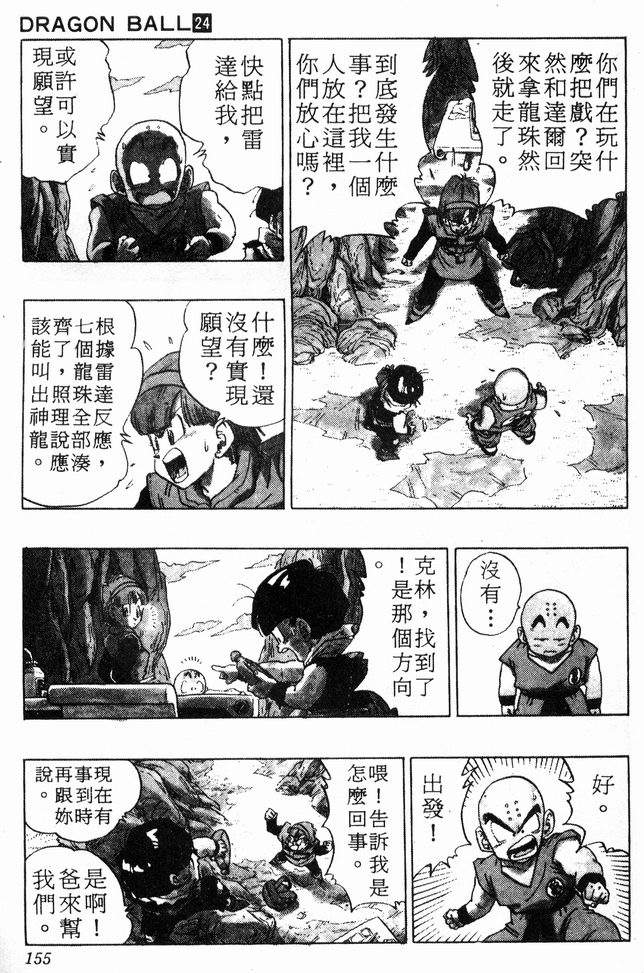 DRAGON BALL 24
你們在玩什
麼把戲？突
然和達爾回
來拿龍珠然
後就走了。
到底發生什麼
事？把我一個
人放在這裡，
你們放心嗎？
快點把雷
達給我，
或許可以實
現願望。
什麼！還
沒有實現
願望？
根據雷達反應，
七個龍珠全部湊
齊了，照理說應
該能叫出神
龍。
沒有…
克林，找到了
！是那個方向
。
好。
出發！
喂！告訴我是
怎麼回事。
現在有
事到時
再跟妳
說。
是啊！
爸來幫
我們。
155